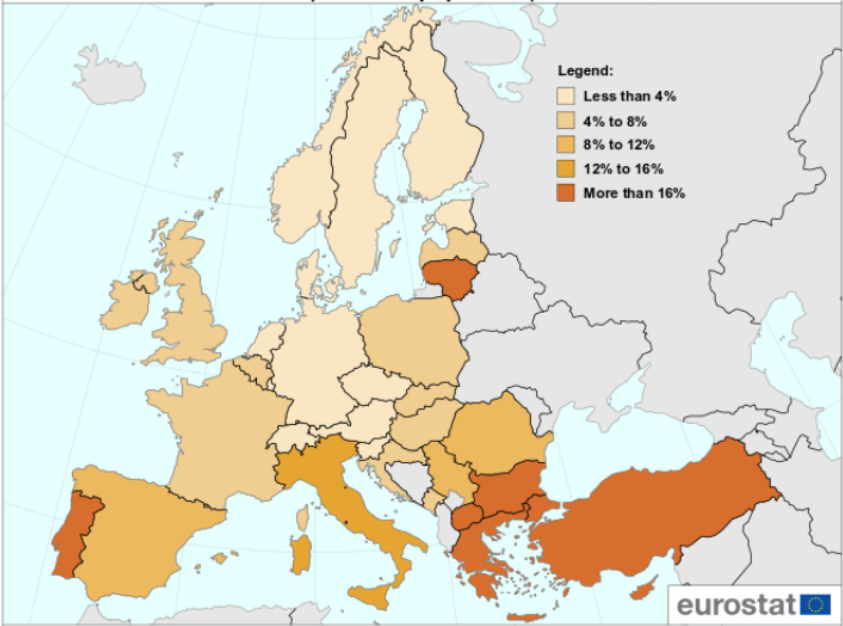 Legend:
Less than 4%
4% to 8%
8% to 12%
12% to 16%
More than 16%
eurostat